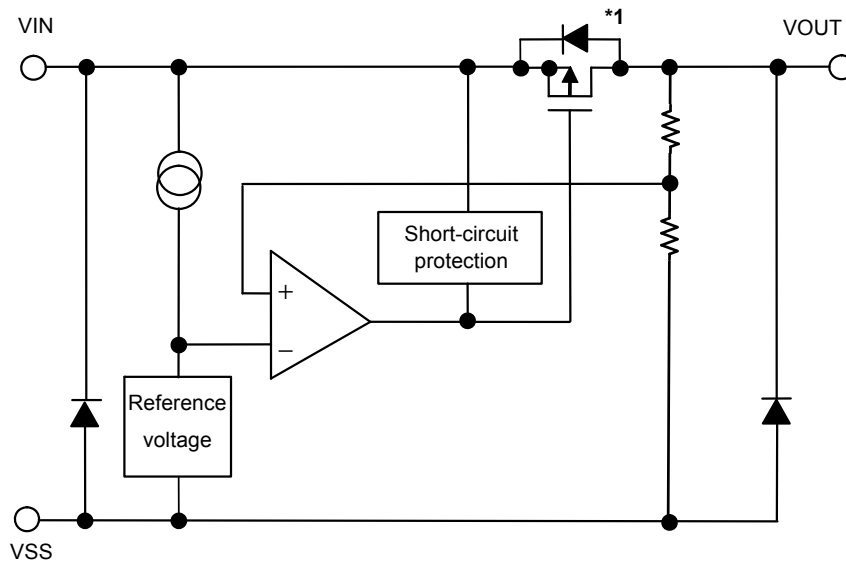 *1
VIN
VOUT
Short-circuit
protection
+
−
Reference
voltage
VSS